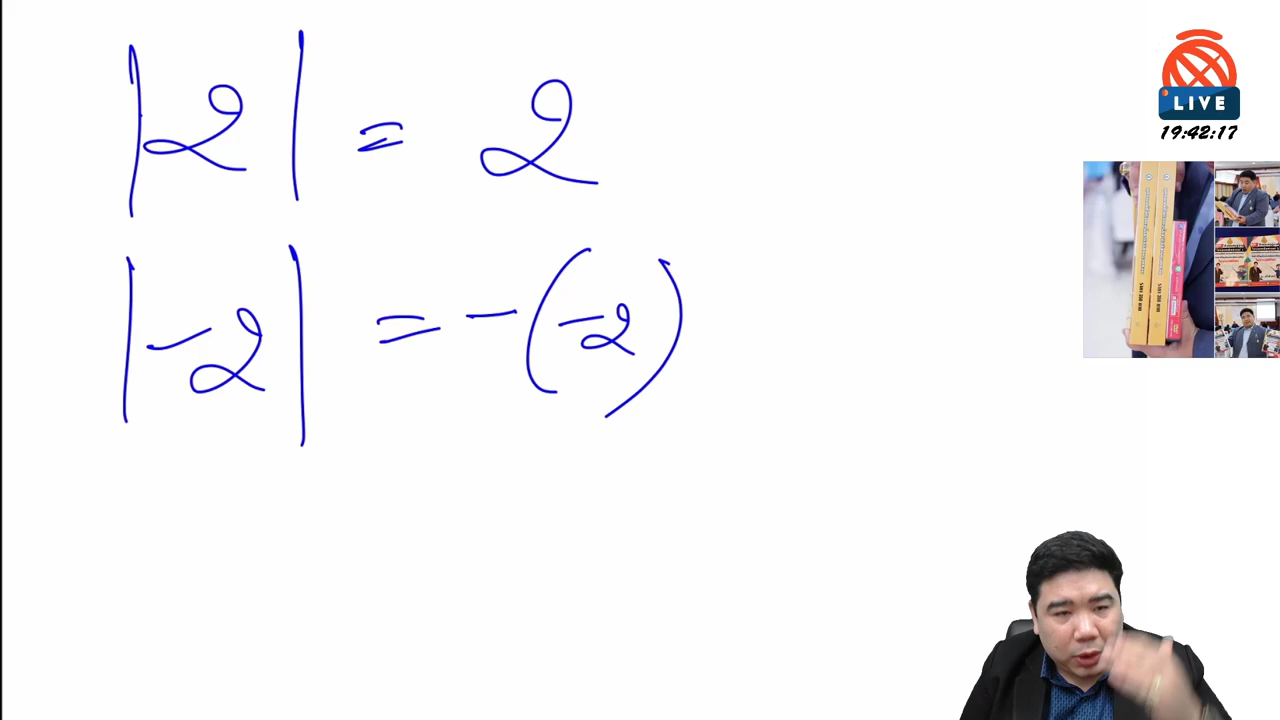 |2| = 2
|-2| = -(-2)
LIVE
19:42:17